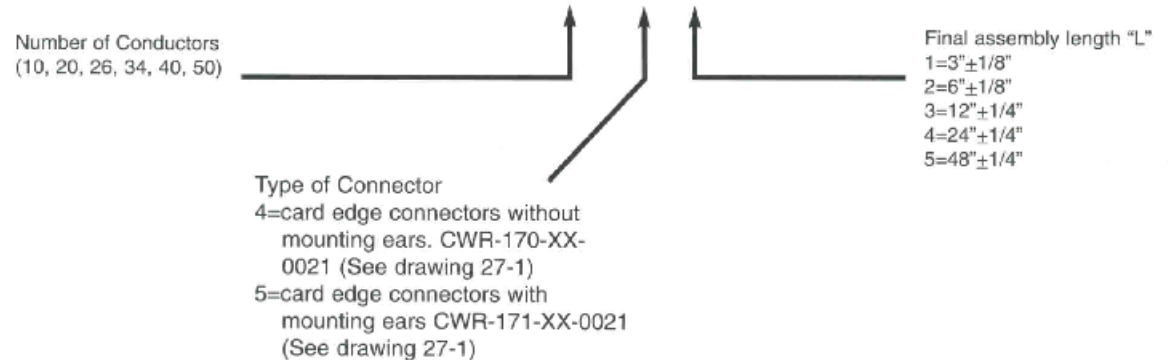 Number of Conductors
(10, 20, 26, 34, 40, 50)
Final assembly length "L"
1=3"±1/8"
2=6"±1/8"
3=12"±1/4"
4=24"±1/4"
5=48"±1/4"
Type of Connector
4=card edge connectors without
mounting ears. CWR-170-XX-
0021 (See drawing 27-1)
5=card edge connectors with
mounting ears CWR-171-XX-0021
(See drawing 27-1)